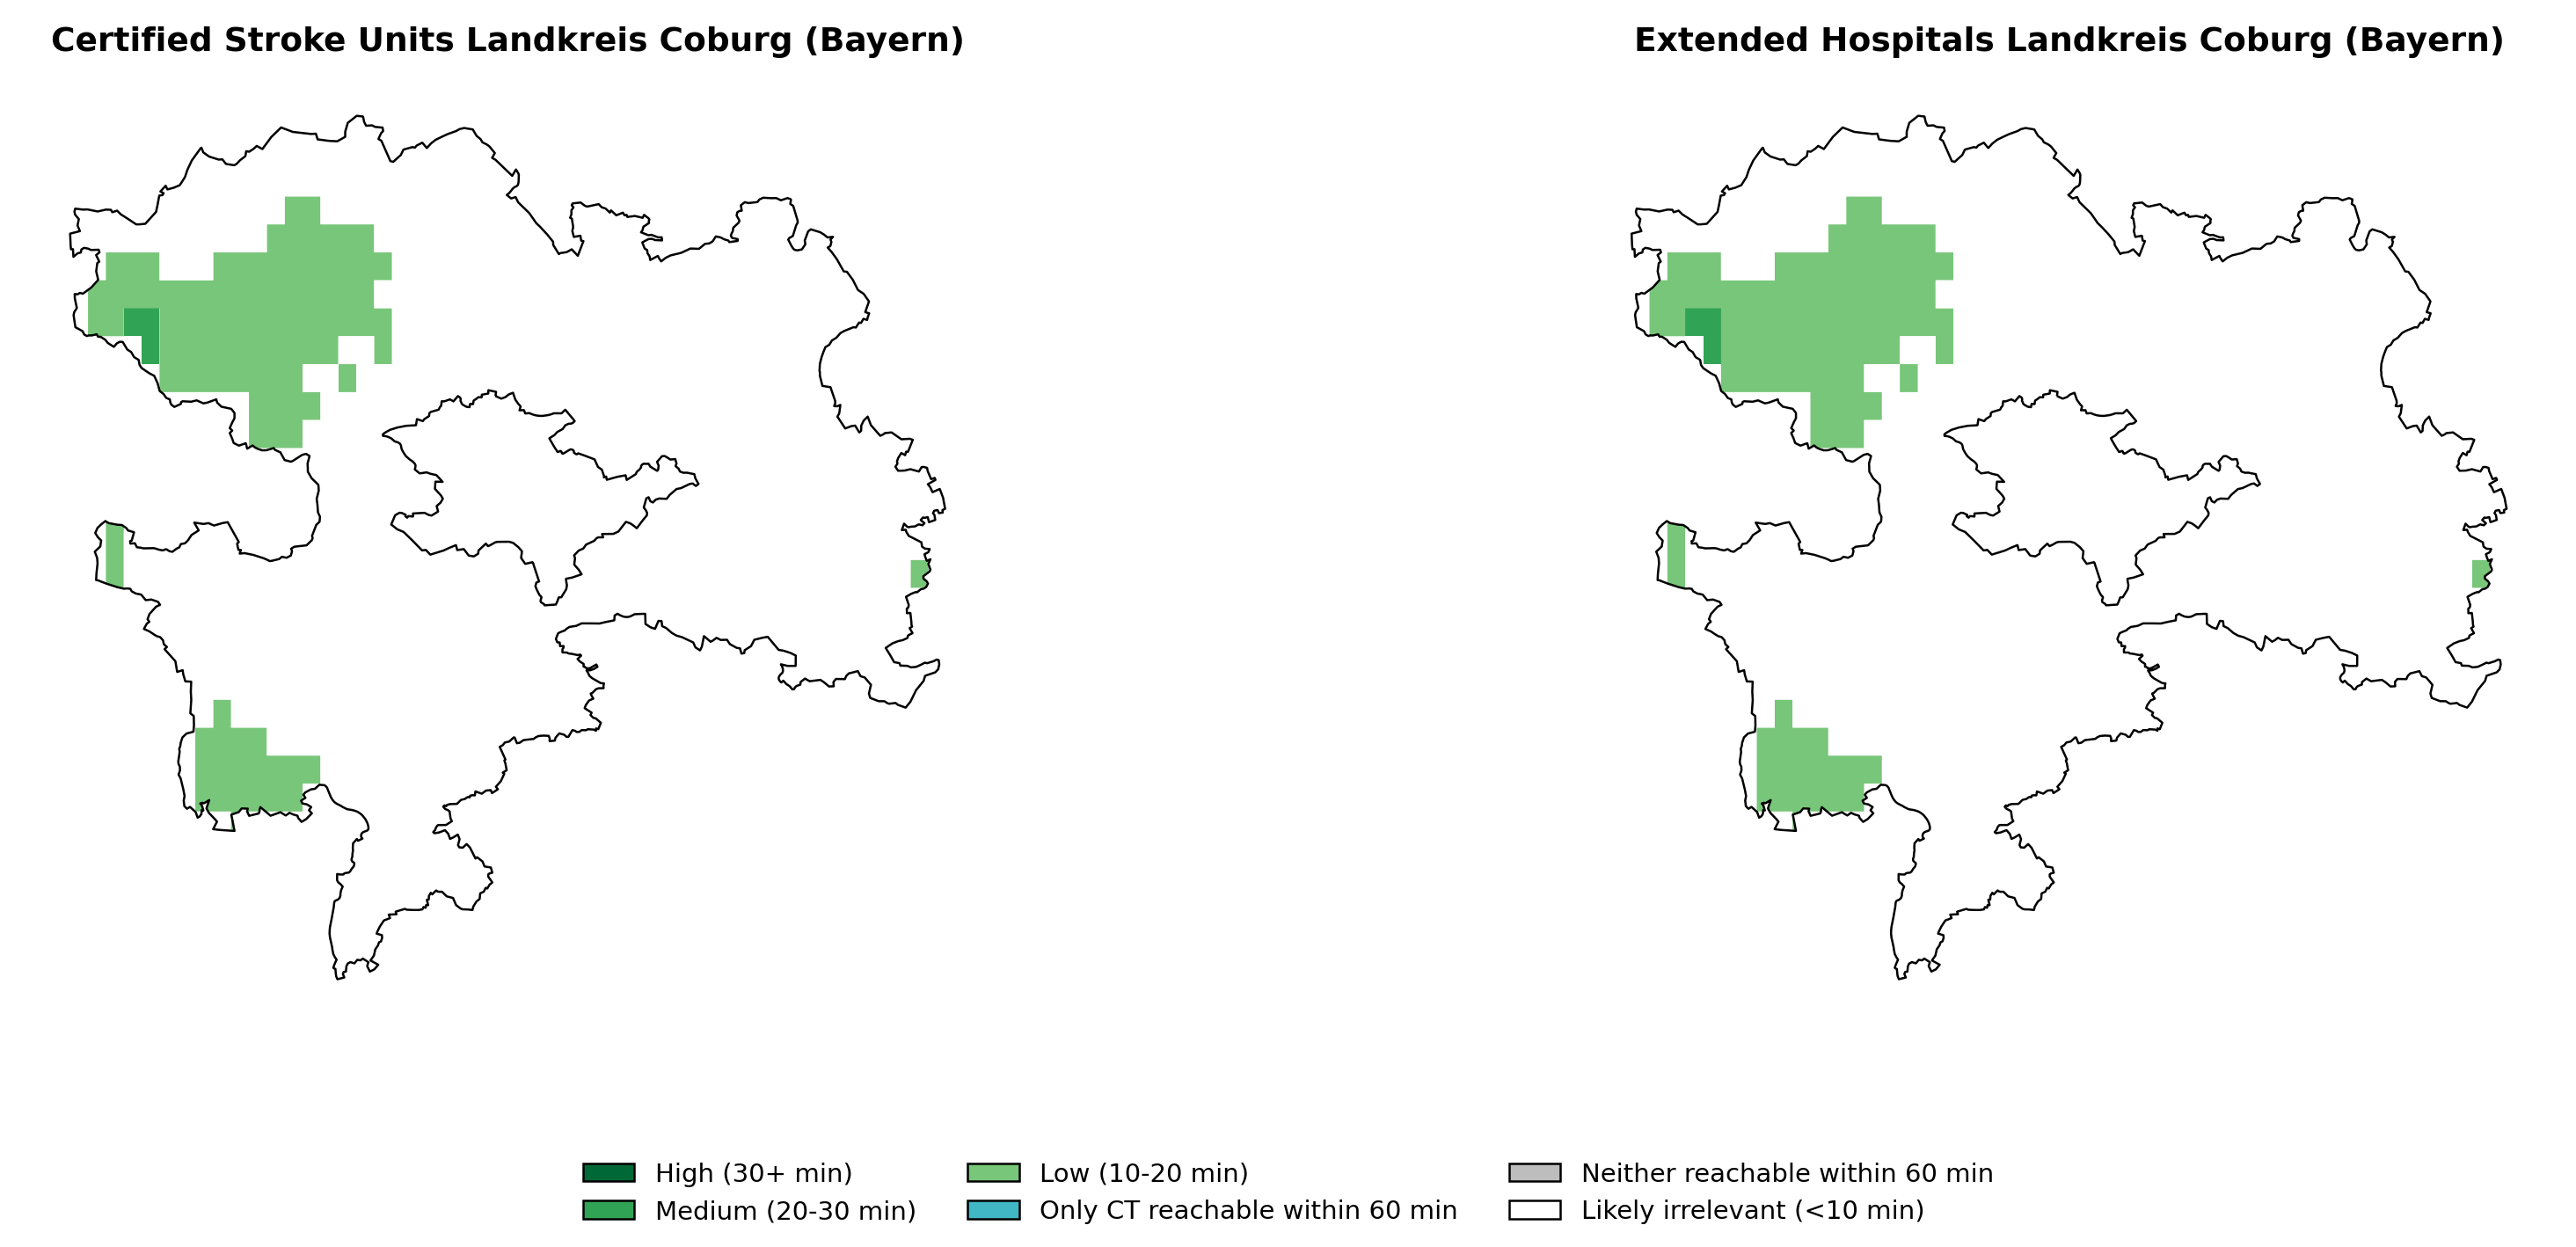 Certified Stroke Units Landkreis Coburg (Bayern)
Extended Hospitals Landkreis Coburg (Bayern)
High (30+ min)
Medium (20-30 min)
Low (10-20 min)
Only CT reachable within 60 min
Neither reachable within 60 min
Likely irrelevant (<10 min)